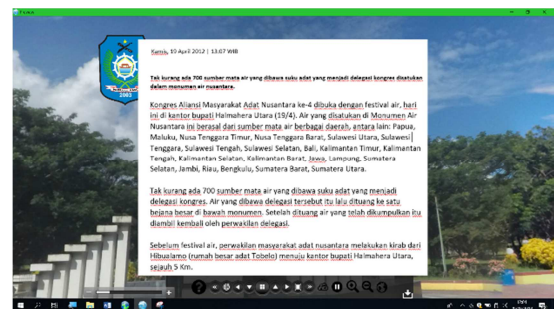 Kamis, 19 April 2012 | 13.07 WIB
Tak kurang ada 700 sumber mata air yang dibawa suku adat yang menjadi delegasi kongres disatukan
dalam monumen air nusantara.
Kongres Aliansi Masyarakat Adat Nusantara ke-4 dibuka dengan festival air, hari
ini di kantor bupati Halmahera Utara (19/4). Air yang disatukan di Monumen Air
Nusantara ini berasal dari sumber mata air berbagai daerah, antara lain: Papua,
Maluku, Nusa Tenggara Timur, Nusa Tenggara Barat, Sulawesi Utara, Sulawesi
Tenggara, Sulawesi Tengah, Sulawesi Selatan, Bali, Kalimantan Timur, Kalimantan
Tengah, Kalimantan Selatan, Kalimantan Barat, Jawa, Lampung, Sumatera
Selatan, Jambi, Riau, Bengkulu, Sumatera Barat, Sumatera Utara.
Tak kurang ada 700 sumber mata air yang dibawa suku adat yang menjadi
delegasi kongres. Air yang dibawa delegasi tersebut itu lalu dituang ke satu
bejana besar di bawah monumen. Setelah dituang air yang telah dikumpulkan itu
diambil kembali oleh perwakilan delegasi.
Sebelum festival air, perwakilan masyarakat adat nusantara melakukan kirab dari
Hibualamo (rumah besar adat Tobelo) menuju kantor bupati Halmahera Utara,
sejauh 5 Km.
2003